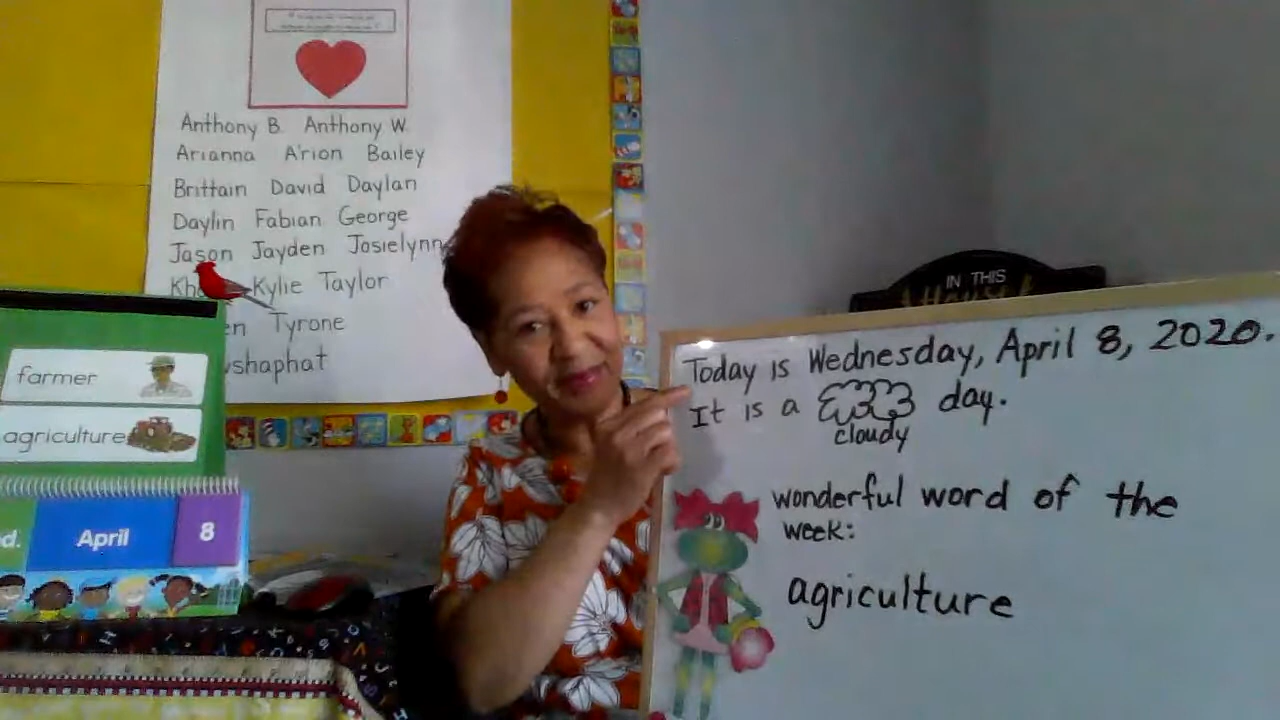 Anthony B. Anthony W.
Arianna A'rion Bailey
Brittain David Daylan
Daylin Fabian George
Jason Jayden Josielynn
Kylie Taylor
Tyrone
farmer
agriculture
April
8
IN THIS
House
Today is Wednesday, April 8, 2020.
It is a day.
cloudy
wonderful word of the
week:
agriculture